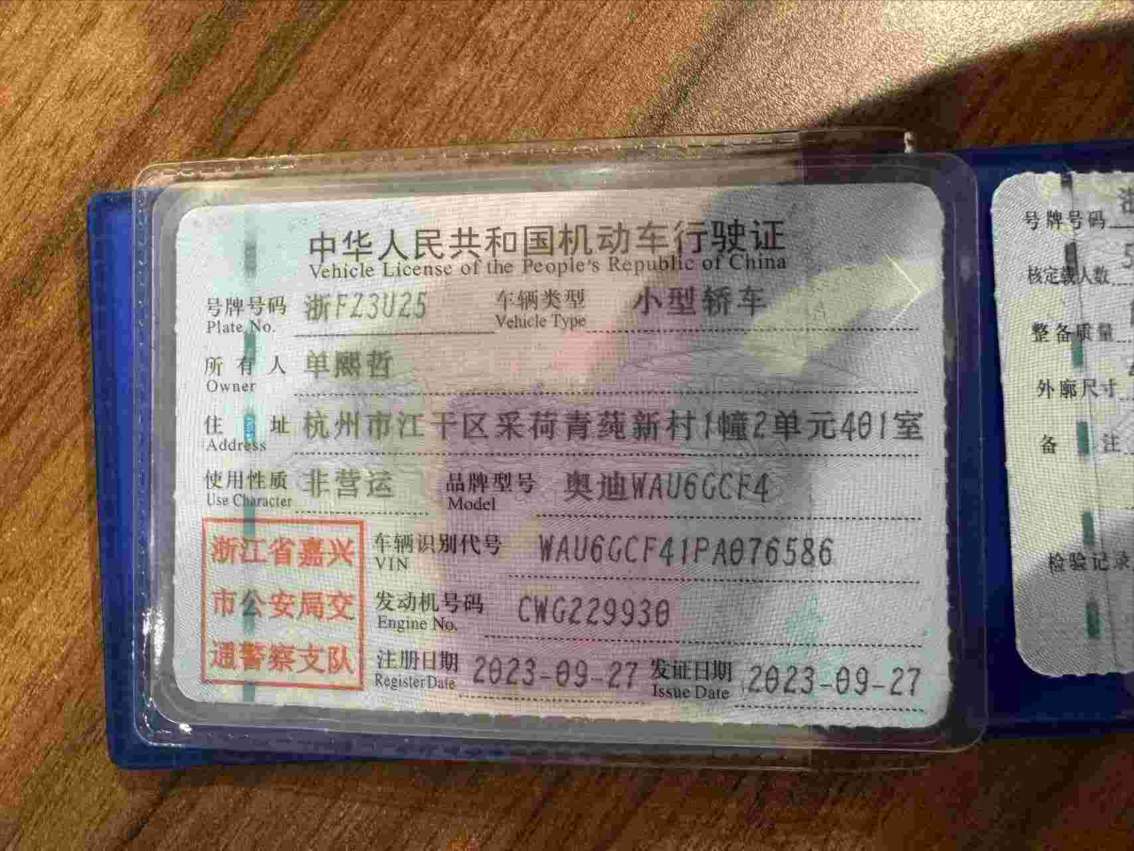 中华人民共和国机动车行驶证
Vehicle License of the People's Republic of China
号牌号码 浙FZ3U25 车辆类型 小型轿车
Plate No. Vehicle Type
所有人 单熙哲
Owner
住址 杭州市江干区采荷青莼新村1幢2单元401室
Address
使用性质 非营运 品牌型号 奥迪WAU6GCF4
Use Character Model
浙江省嘉兴
市公安局交
通警察支队
车辆识别代号 WAU6GCF41PA076586
VIN
发动机号码 CWG229930
Engine No.
注册日期 2023-09-27 发证日期 2023-09-27
Register Date Issue Date
号牌号码
核定载人数 5
整备质量
外廓尺寸
备注
检验记录